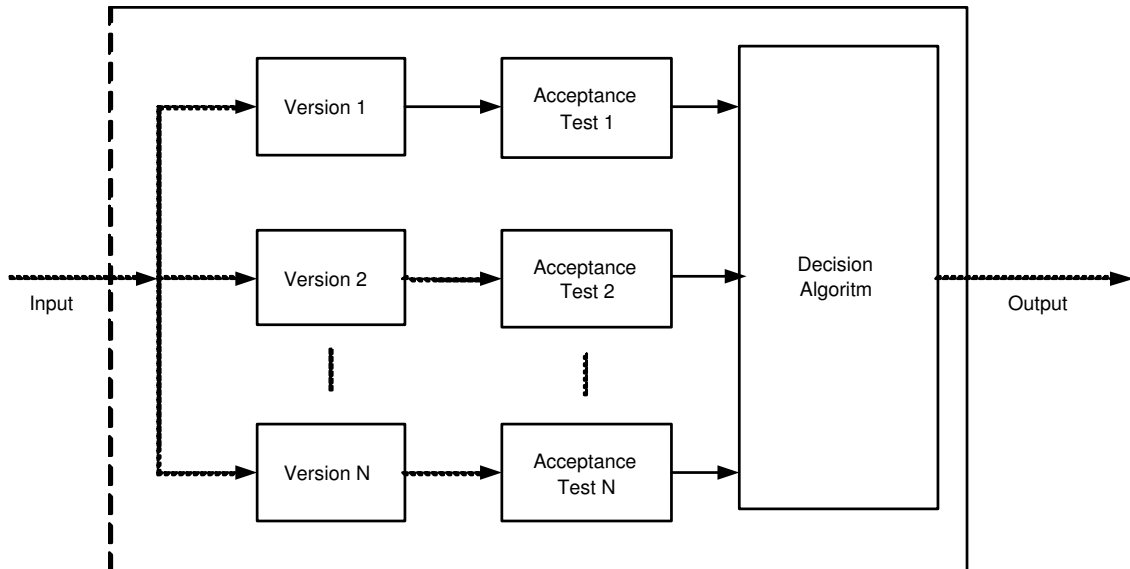 Version 1
Acceptance
Test 1
Input
Version 2
Acceptance
Test 2
Decision
Algoritm
Output
Version N
Acceptance
Test N